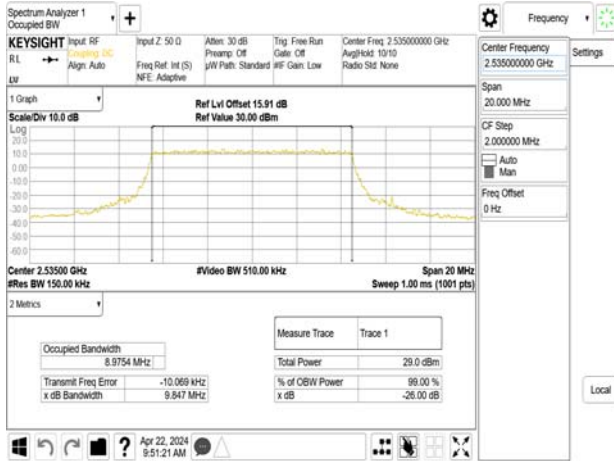 Spectrum Analyzer 1
Occupied BW
+
Frequency
KEYSIGHT
Input: RF
Coupling: DC
Align: Auto
RL
LXI
Input Z: 50 Ω
Freq Ref: Int (S)
NFE: Adaptive
Atten: 30 dB
Preamp: Off
µW Path: Standard
Trig: Free Run
Gate: Off
#IF Gain: Low
Center Freq: 2.535000000 GHz
Avg|Hold: 10/10
Radio Std: None
Center Frequency
2.535000000 GHz
Settings
Span
20.000 MHz
CF Step
2.000000 MHz
Auto
Man
Freq Offset
0 Hz
Local
1 Graph
Scale/Div 10.0 dB
Ref Lvl Offset 15.91 dB
Ref Value 30.00 dBm
Log
20.0
10.0
0.00
-10.0
-20.0
-30.0
-40.0
-50.0
-60.0
Center 2.53500 GHz
#Res BW 150.00 kHz
#Video BW 510.00 kHz
Span 20 MHz
Sweep 1.00 ms (1001 pts)
2 Metrics
Measure Trace Trace 1
Occupied Bandwidth
8.9754 MHz
Total Power 29.0 dBm
Transmit Freq Error -10.069 kHz
% of OBW Power 99.00 %
x dB Bandwidth 9.847 MHz
x dB -26.00 dB
?
Apr 22, 2024
9:51:21 AM